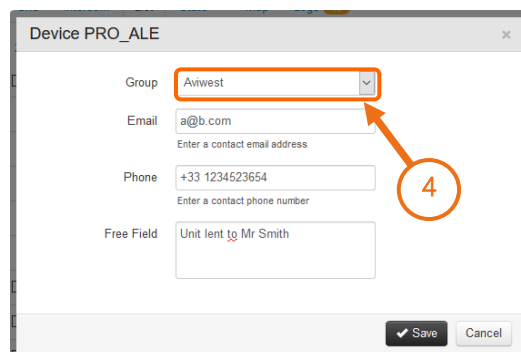 Device PRO_ALE ×
Group Aviwest
Email a@b.com
Enter a contact email address
Phone +33 1234523654
Enter a contact phone number
Free Field Unit lent to Mr Smith
4
Save Cancel